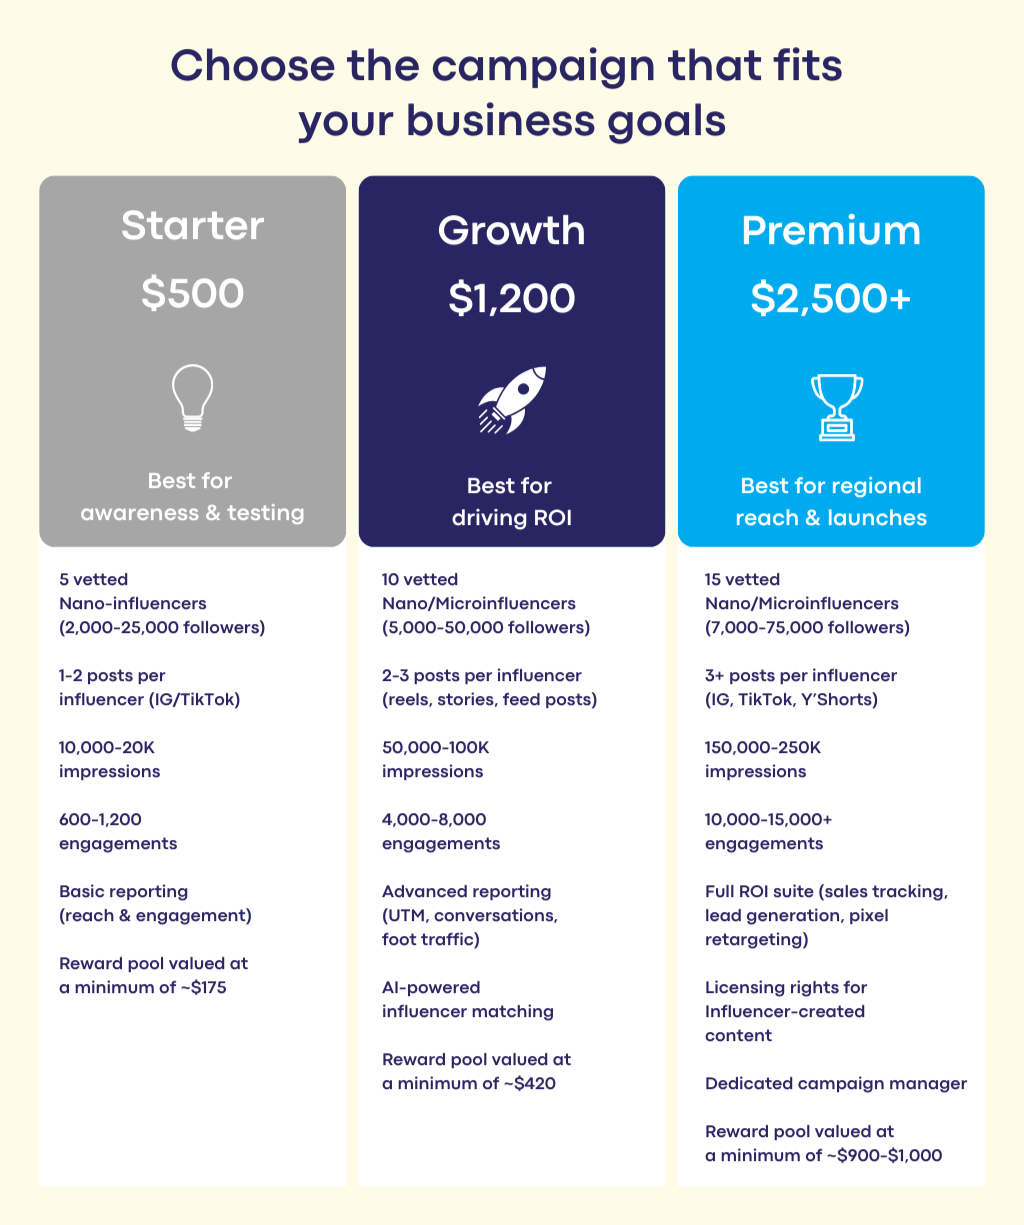 Choose the campaign that fits
your business goals
Starter
$500
Best for
awareness & testing
5 vetted
Nano-influencers
(2,000-25,000 followers)
1-2 posts per
influencer (IG/TikTok)
10,000-20K
impressions
600-1,200
engagements
Basic reporting
(reach & engagement)
Reward pool valued at
a minimum of ~$175
Growth
$1,200
Best for
driving ROI
10 vetted
Nano/Microinfluencers
(5,000-50,000 followers)
2-3 posts per influencer
(reels, stories, feed posts)
50,000-100K
impressions
4,000-8,000
engagements
Advanced reporting
(UTM, conversations,
foot traffic)
AI-powered
influencer matching
Reward pool valued at
a minimum of ~$420
Premium
$2,500+
Best for regional
reach & launches
15 vetted
Nano/Microinfluencers
(7,000-75,000 followers)
3+ posts per influencer
(IG, TikTok, Y’Shorts)
150,000-250K
impressions
10,000-15,000+
engagements
Full ROI suite (sales tracking,
lead generation, pixel
retargeting)
Licensing rights for
Influencer-created
content
Dedicated campaign manager
Reward pool valued at
a minimum of ~$900-$1,000